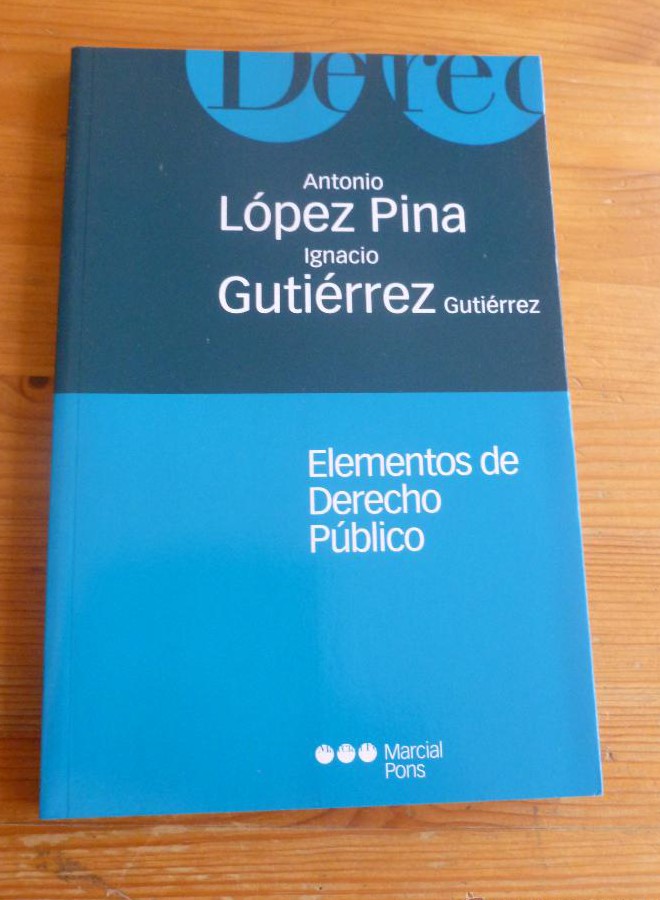 Derec
Antonio
López Pina
Ignacio
Gutiérrez Gutiérrez
Elementos de
Derecho
Público
Marcial
Pons